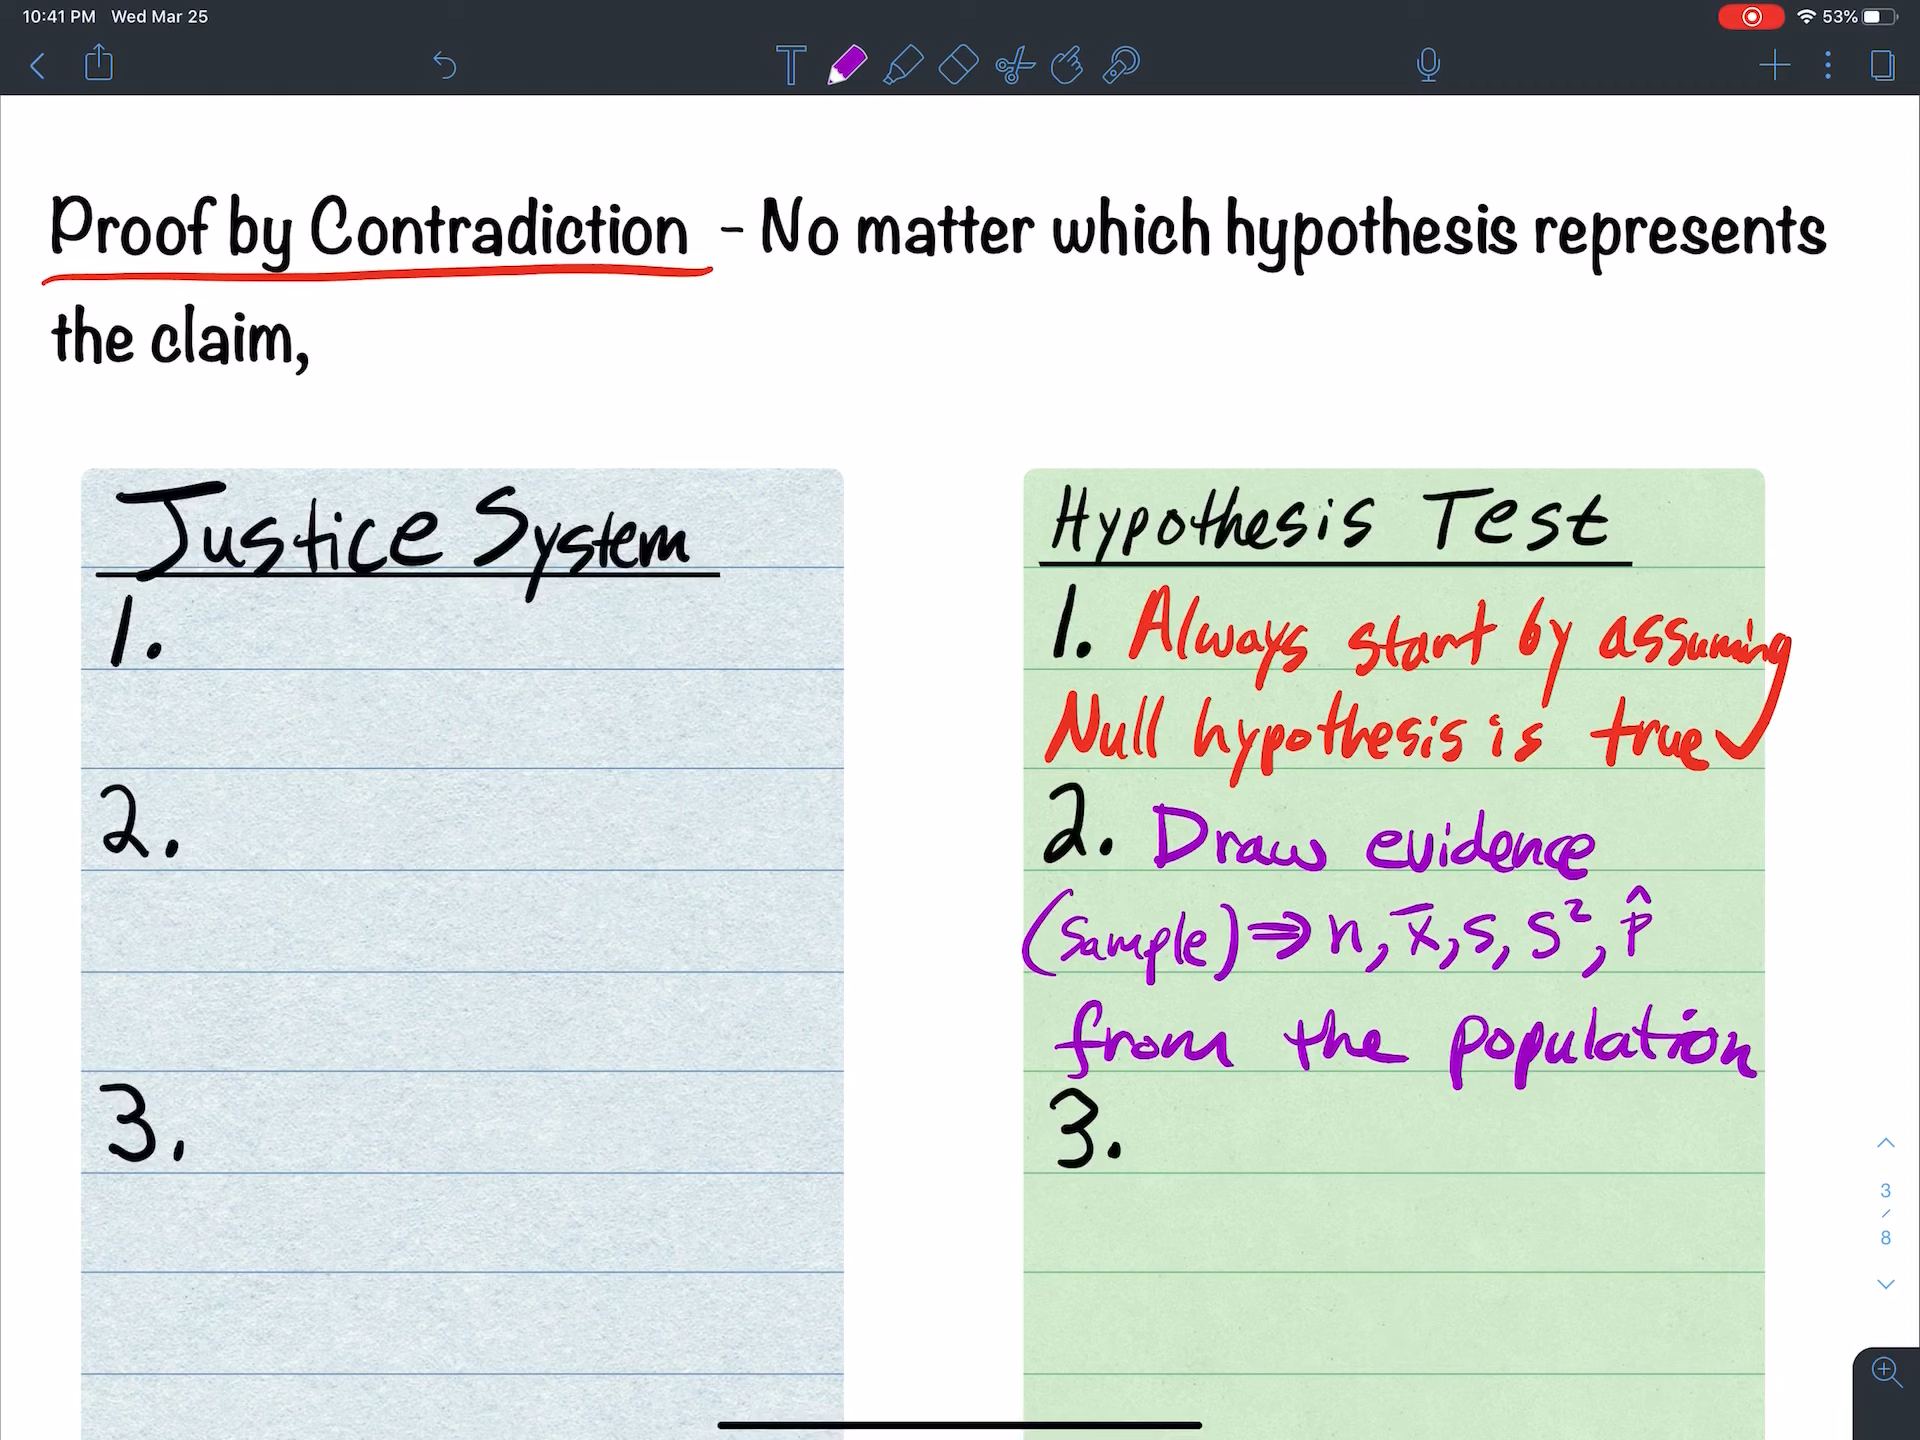 10:41 PM Wed Mar 25
53%
Proof by Contradiction - No matter which hypothesis represents
the claim,
Justice System
1.
2.
3.
Hypothesis Test
1. Always start by assuming
Null hypothesis is true
2. Draw evidence
(sample) ⇒ n, x̄, s, s², p̂
from the population
3.
3
/
8